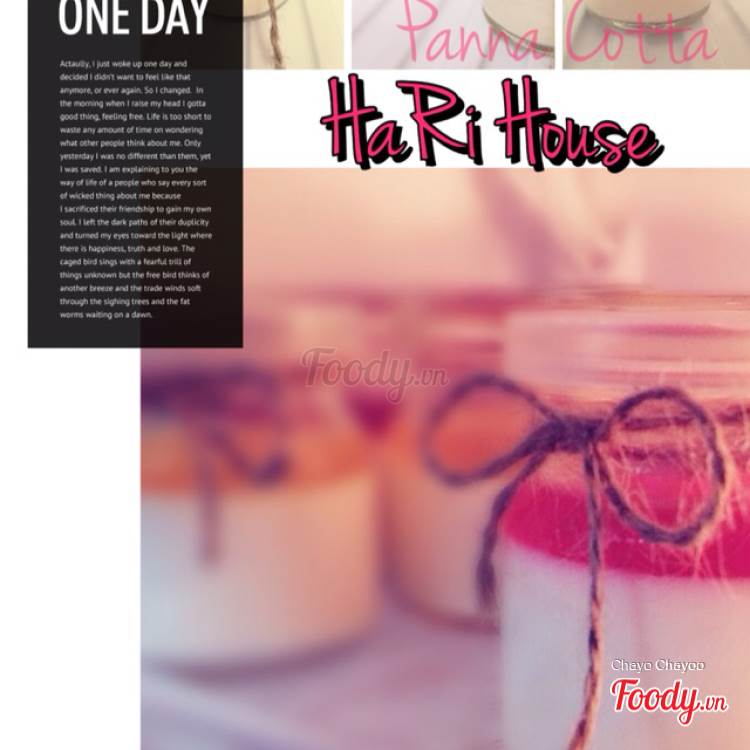 ONE DAY
Actaully, I just woke up one day and
decided I didn't want to feel like that
anymore, or ever again. So I changed. In
the morning when I raise my head I gotta
good thing, feeling free. Life is too short to
waste any amount of time on wondering
what other people think about me. Only
yesterday I was no different than them, yet
I was saved. I am explaining to you the
way of life of a people who say every sort
of wicked thing about me because
I sacrificed their friendship to gain my own
soul. I left the dark paths of their duplicity
and turned my eyes toward the light where
there is happiness, truth and love. The
caged bird sings with a fearful trill of
things unknown but the free bird thinks of
another breeze and the trade winds soft
through the sighing trees and the fat
worms waiting on a dawn.
Panna Cotta
HaRi House
Foody.vn
Chayo Chayoo
Foody.vn